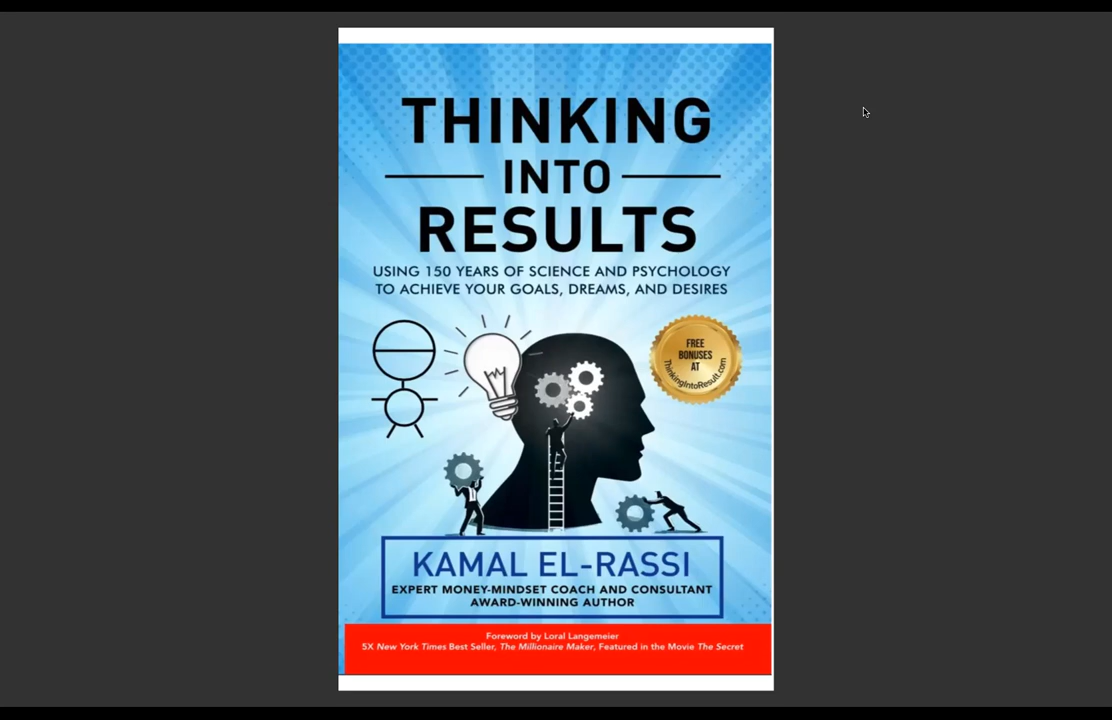 THINKING
INTO
RESULTS
USING 150 YEARS OF SCIENCE AND PSYCHOLOGY
TO ACHIEVE YOUR GOALS, DREAMS, AND DESIRES
FREE
BONUSES
AT
ThinkingIntoResult.com
KAMAL EL-RASSI
EXPERT MONEY-MINDSET COACH AND CONSULTANT
AWARD-WINNING AUTHOR
Foreword by Loral Langemeier
5X New York Times Best Seller, The Millionaire Maker, Featured in the Movie The Secret